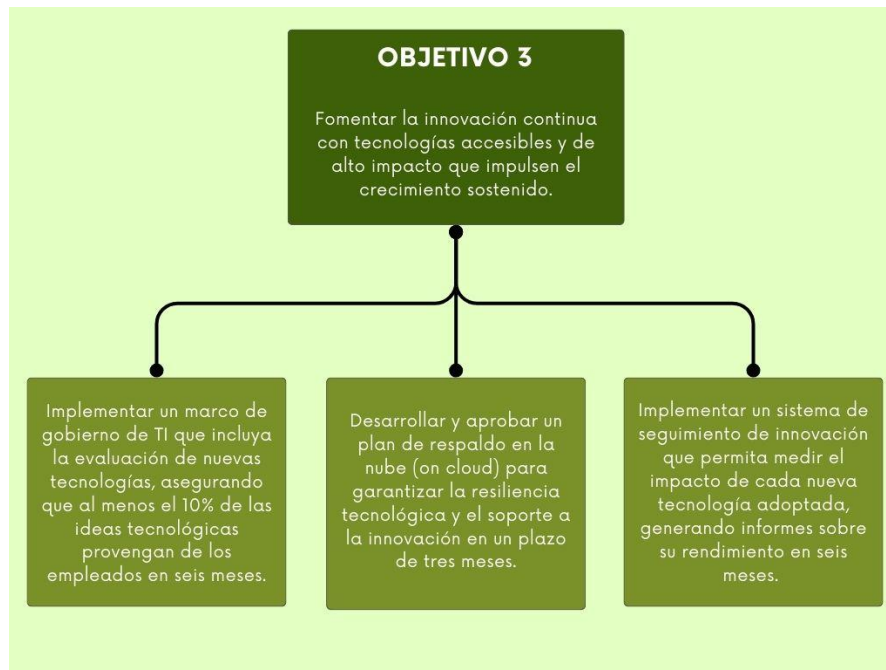 OBJETIVO 3
Fomentar la innovación continua
con tecnologías accesibles y de
alto impacto que impulsen el
crecimiento sostenido.
Implementar un marco de
gobierno de TI que incluya
la evaluación de nuevas
tecnologías, asegurando
que al menos el 10% de las
ideas tecnológicas
provengan de los
empleados en seis meses.
Desarrollar y aprobar un
plan de respaldo en la
nube (on cloud) para
garantizar la resiliencia
tecnológica y el soporte a
la innovación en un plazo
de tres meses.
Implementar un sistema de
seguimiento de innovación
que permita medir el
impacto de cada nueva
tecnología adoptada,
generando informes sobre
su rendimiento en seis
meses.